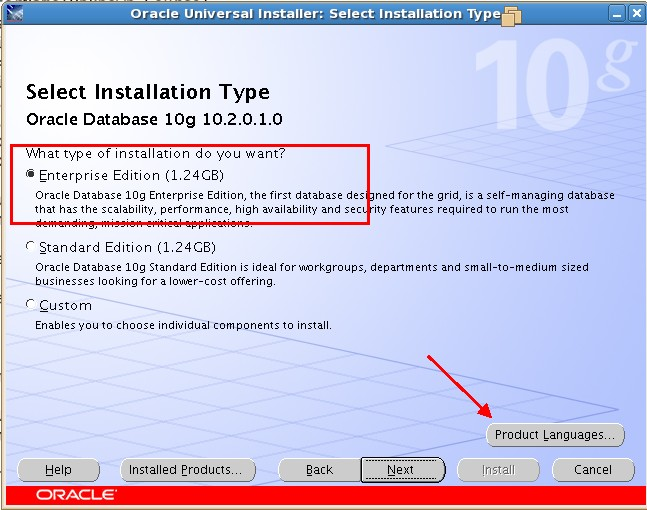 Oracle Universal Installer: Select Installation Type
10g
Select Installation Type
Oracle Database 10g 10.2.0.1.0
What type of installation do you want?
Enterprise Edition (1.24GB)
Oracle Database 10g Enterprise Edition, the first database designed for the grid, is a self-managing database
that has the scalability, performance, high availability and security features required to run the most
demanding, mission critical applications.
Standard Edition (1.24GB)
Oracle Database 10g Standard Edition is ideal for workgroups, departments and small-to-medium sized
businesses looking for a lower-cost offering.
Custom
Enables you to choose individual components to install.
Product Languages...
Help Installed Products... Back Next Install Cancel
ORACLE